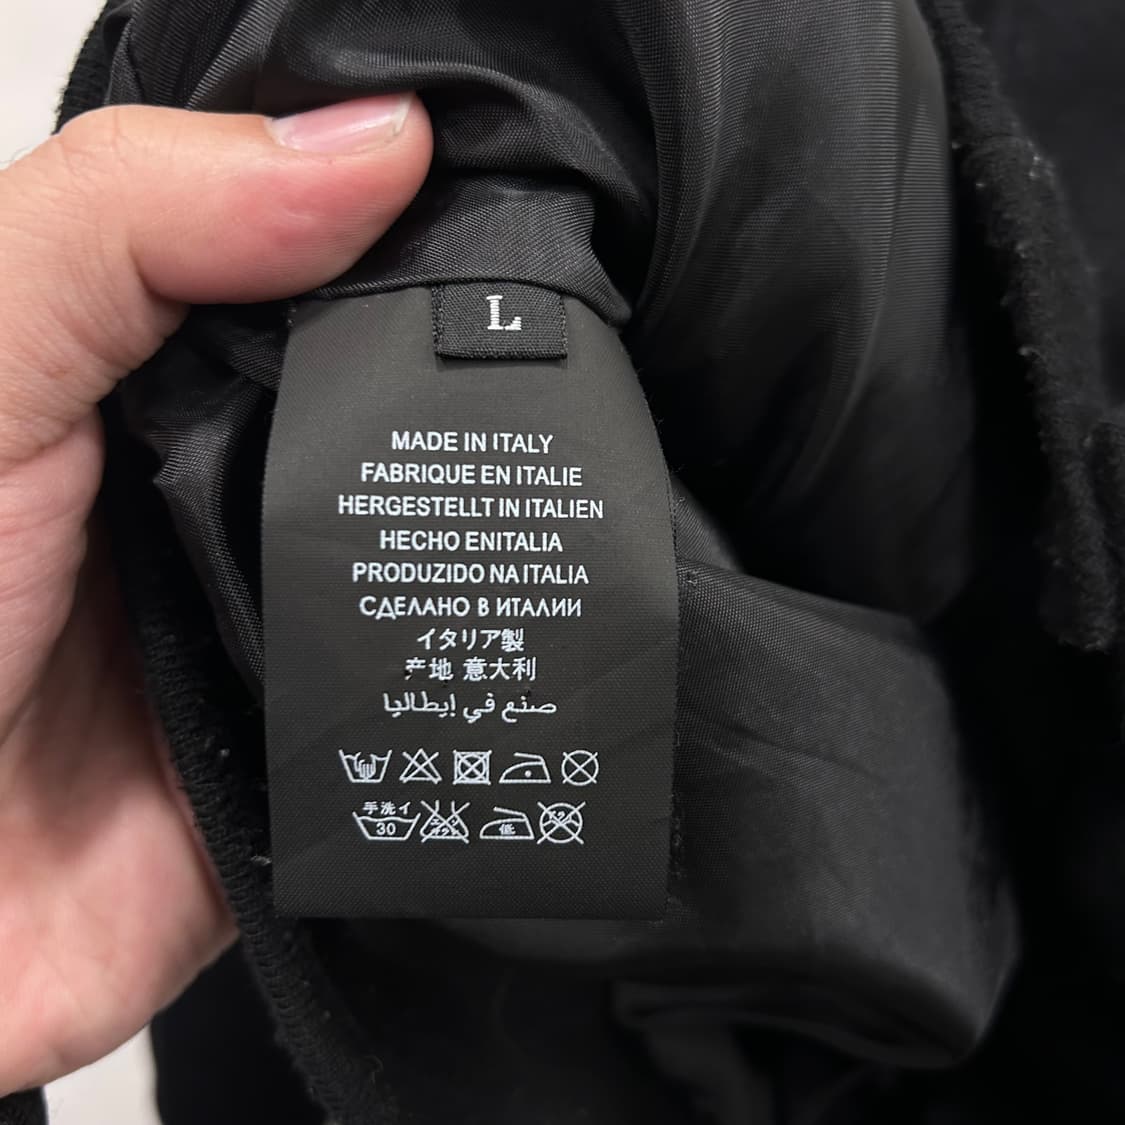 L
MADE IN ITALY
FABRIQUE EN ITALIE
HERGESTELLT IN ITALIEN
HECHO ENITALIA
PRODUZIDO NA ITALIA
СДЕЛАНО В ИТАЛИИ
イタリア製
产地 意大利
صنع في إيطاليا
手洗イ
30 低